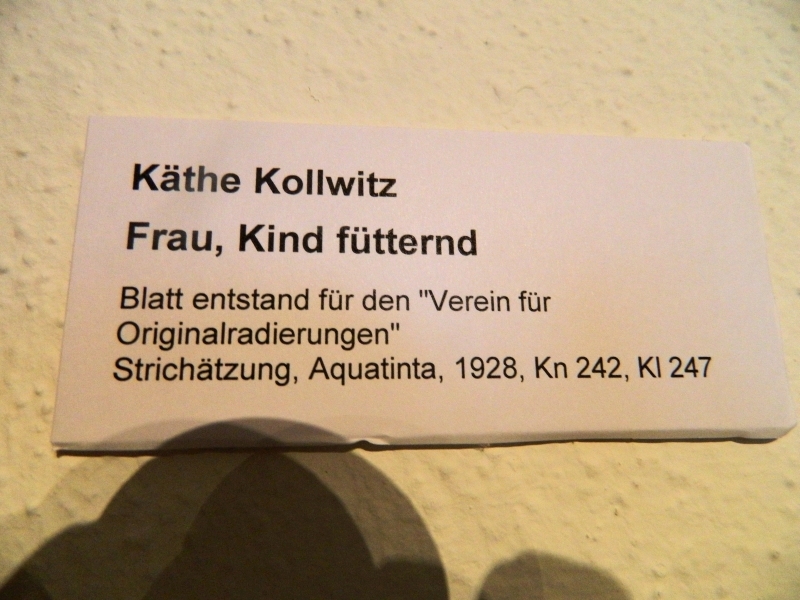 Käthe Kollwitz
Frau, Kind fütternd
Blatt entstand für den "Verein für
Originalradierungen"
Strichätzung, Aquatinta, 1928, Kn 242, Kl 247